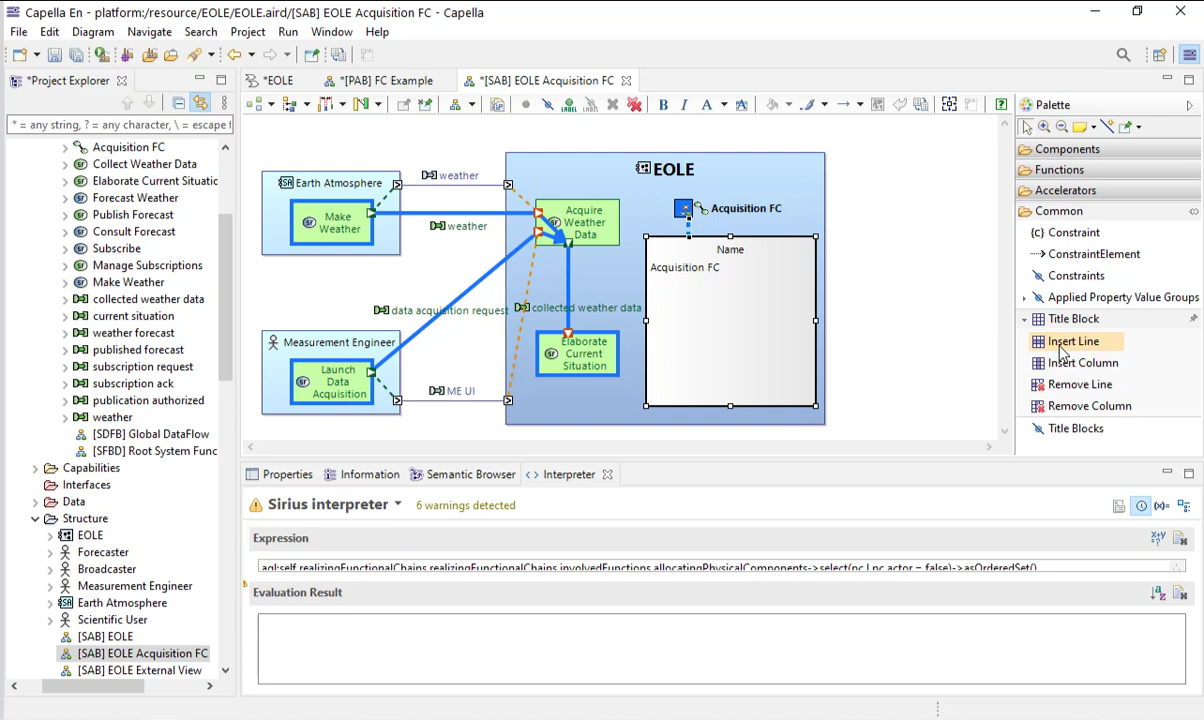 Capella En - platform:/resource/EOLE/EOLE.aird/[SAB] EOLE Acquisition FC - Capella
File Edit Diagram Navigate Search Project Run Window Help
*Project Explorer
*EOLE
*[PAB] FC Example
*[SAB] EOLE Acquisition FC
* = any string, ? = any character, \ = escape f
Acquisition FC
Collect Weather Data
Elaborate Current Situatic
Forecast Weather
Publish Forecast
Consult Forecast
Subscribe
Manage Subscriptions
Make Weather
collected weather data
current situation
weather forecast
published forecast
subscription request
subscription ack
publication authorized
weather
[SDFB] Global DataFlow
[SFBD] Root System Func
Capabilities
Interfaces
Data
Structure
EOLE
Forecaster
Broadcaster
Measurement Engineer
Earth Atmosphere
Scientific User
[SAB] EOLE
[SAB] EOLE Acquisition FC
[SAB] EOLE External View
LABEL
B I A
EOLE
Earth Atmosphere
SA
Make
Weather
SF
weather
weather
Acquire
Weather
Data
SF
Acquisition FC
Name
Acquisition FC
data acquisition request
collected weather data
Measurement Engineer
Launch
Data
Acquisition
SF
ME UI
Elaborate
Current
Situation
SF
Palette
Components
Functions
Accelerators
Common
(c) Constraint
ConstraintElement
Constraints
Applied Property Value Groups
Title Block
Insert Line
Insert Column
Remove Line
Remove Column
Title Blocks
Properties
Information
Semantic Browser
Interpreter
Sirius interpreter
6 warnings detected
(x)=
Expression
aql:self.realizingFunctionalChains.realizingFunctionalChains.involvedFunctions.allocatingPhysicalComponents->select(pc | pc.actor = false)->asOrderedSet()
Evaluation Result